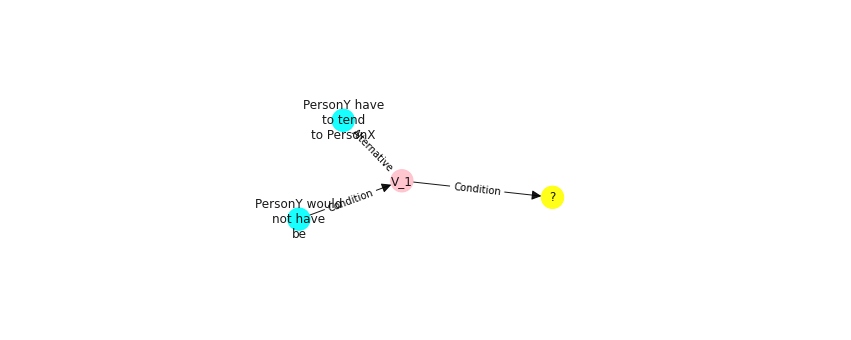 PersonY have
to tend
to PersonX
Alternative
V_1
Condition
?
PersonY would
not have
be
Condition